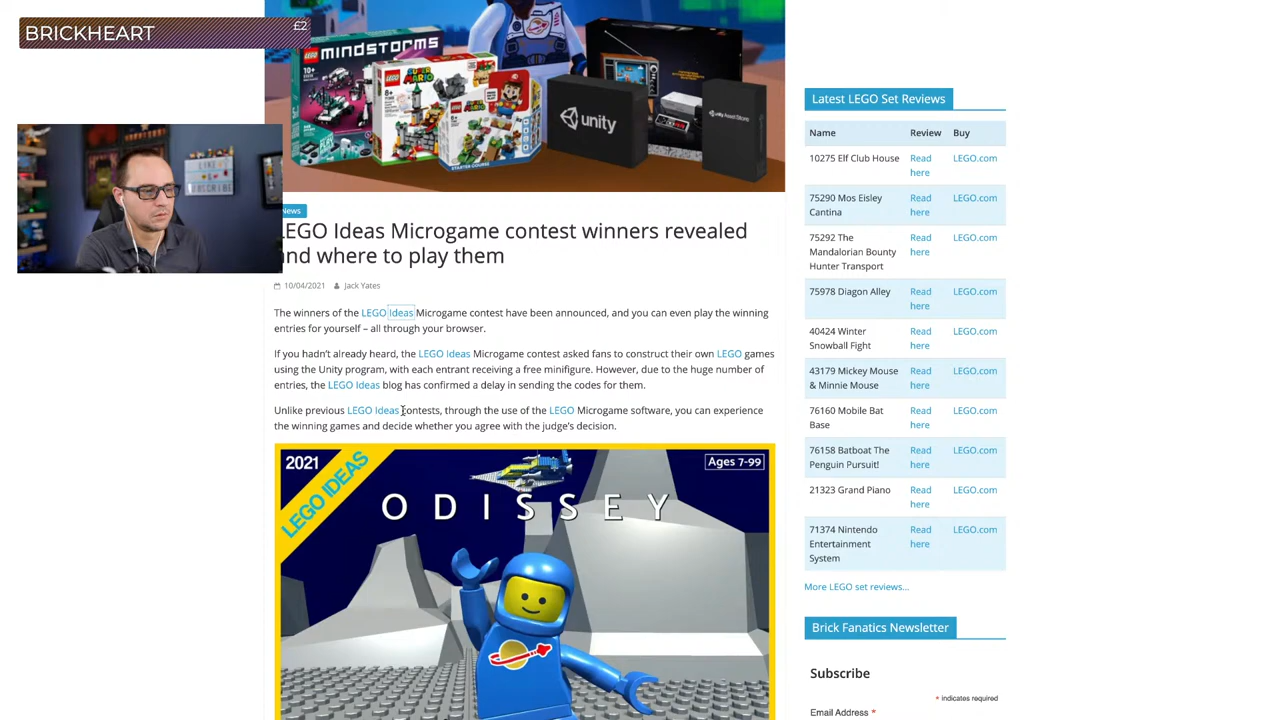 BRICKHEART
£2
LEGO
MINDSTORMS
10+
LEGO
SUPER
MARIO
8+
LEGO
STARTER COURSE
unity
unity Asset Store
News
LEGO Ideas Microgame contest winners revealed
and where to play them
10/04/2021 Jack Yates
The winners of the LEGO Ideas Microgame contest have been announced, and you can even play the winning
entries for yourself – all through your browser.
If you hadn't already heard, the LEGO Ideas Microgame contest asked fans to construct their own LEGO games
using the Unity program, with each entrant receiving a free minifigure. However, due to the huge number of
entries, the LEGO Ideas blog has confirmed a delay in sending the codes for them.
Unlike previous LEGO Ideas contests, through the use of the LEGO Microgame software, you can experience
the winning games and decide whether you agree with the judge's decision.
2021
LEGO IDEAS
Ages 7-99
ODISSEY
Latest LEGO Set Reviews
Name Review Buy
10275 Elf Club House Read here LEGO.com
75290 Mos Eisley Read LEGO.com
Cantina here
75292 The Read LEGO.com
Mandalorian Bounty here
Hunter Transport
75978 Diagon Alley Read here LEGO.com
40424 Winter Read LEGO.com
Snowball Fight here
43179 Mickey Mouse Read LEGO.com
& Minnie Mouse here
76160 Mobile Bat Read LEGO.com
Base here
76158 Batboat The Read LEGO.com
Penguin Pursuit! here
21323 Grand Piano Read here LEGO.com
71374 Nintendo Read LEGO.com
Entertainment here
System
More LEGO set reviews...
Brick Fanatics Newsletter
Subscribe
* indicates required
Email Address *